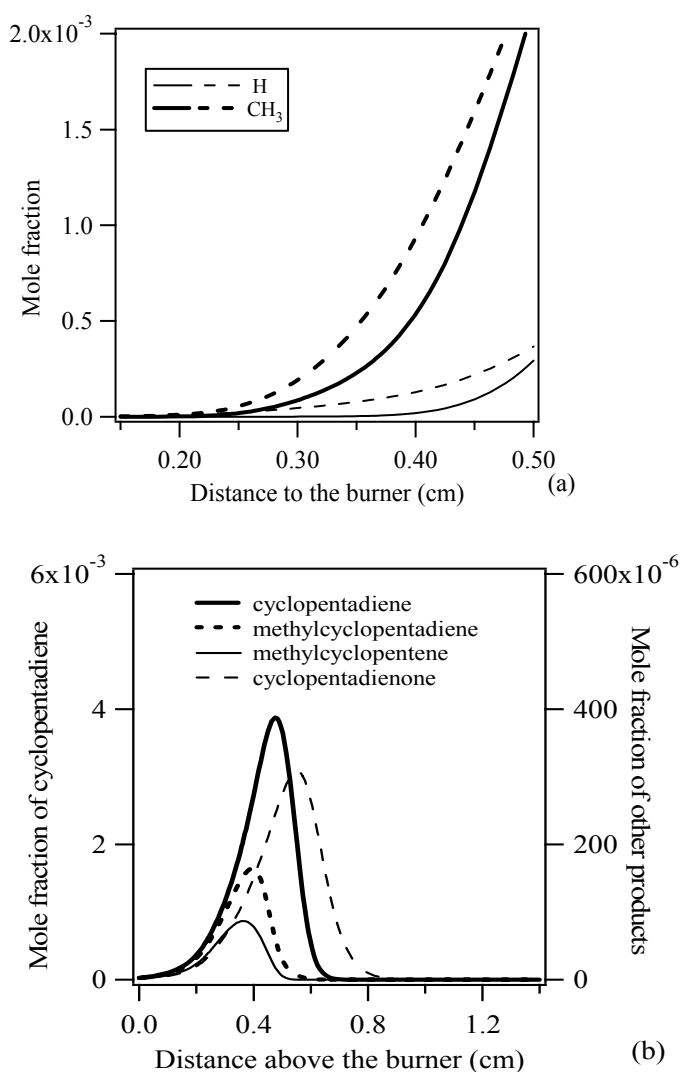 2.0x10⁻³
1.5
1.0
0.5
0.0
Mole fraction
H
CH₃
0.20 0.30 0.40 0.50
Distance to the burner (cm)
(a)
6x10⁻³
4
2
0
Mole fraction of cyclopentadiene
cyclopentadiene
methylcyclopentadiene
methylcyclopentene
cyclopentadienone
600x10⁻⁶
400
200
0
Mole fraction of other products
0.0 0.4 0.8 1.2
Distance above the burner (cm)
(b)